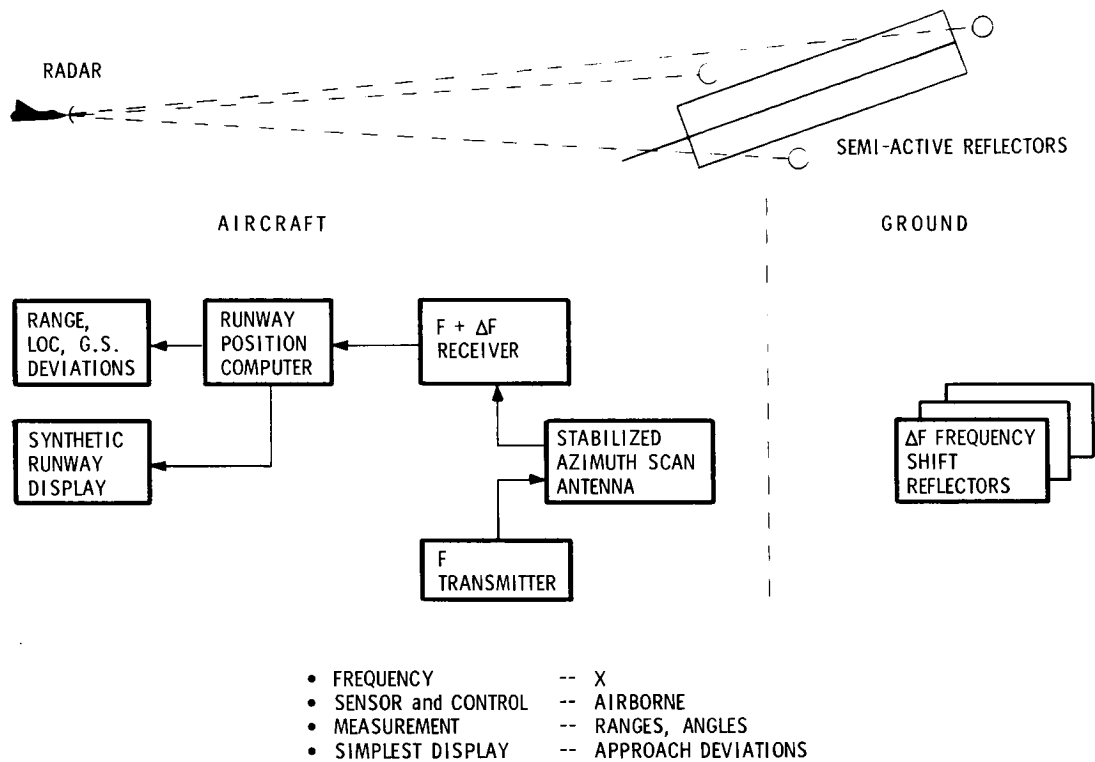 RADAR
SEMI-ACTIVE REFLECTORS
AIRCRAFT
GROUND
RANGE,
LOC, G.S.
DEVIATIONS
RUNWAY
POSITION
COMPUTER
F + ΔF
RECEIVER
SYNTHETIC
RUNWAY
DISPLAY
STABILIZED
AZIMUTH SCAN
ANTENNA
ΔF FREQUENCY
SHIFT
REFLECTORS
F
TRANSMITTER
• FREQUENCY -- X
• SENSOR and CONTROL -- AIRBORNE
• MEASUREMENT -- RANGES, ANGLES
• SIMPLEST DISPLAY -- APPROACH DEVIATIONS